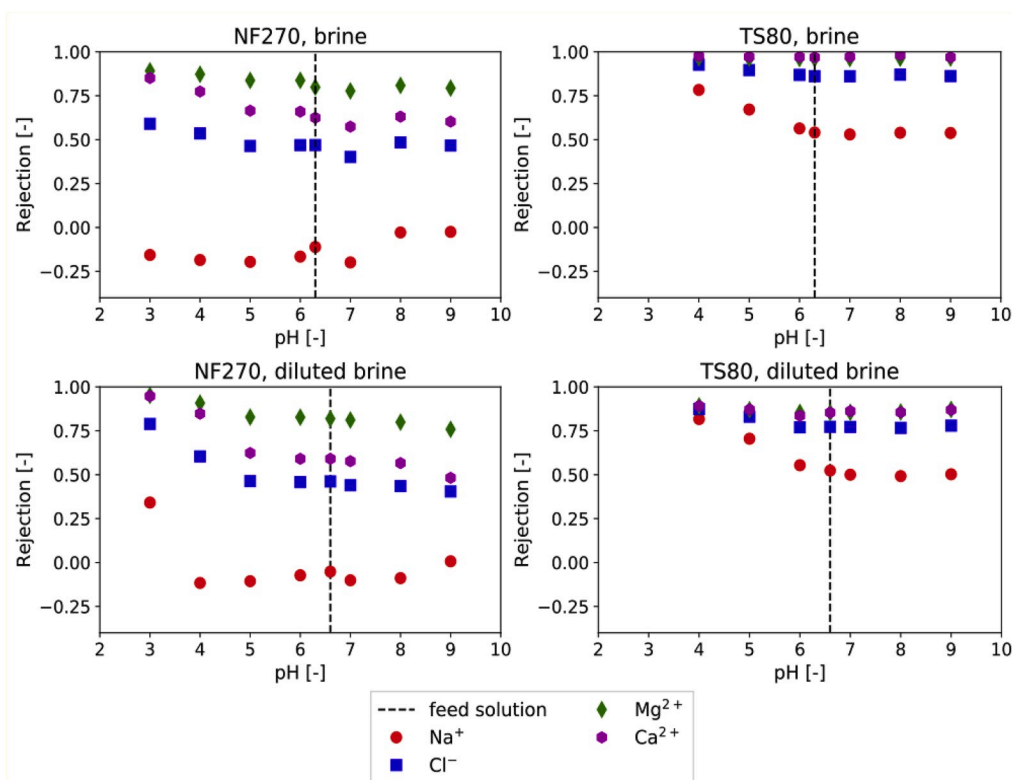 NF270, brine
1.00
0.75
0.50
0.25
0.00
−0.25
Rejection [-]
2 3 4 5 6 7 8 9 10
pH [-]
TS80, brine
1.00
0.75
0.50
0.25
0.00
−0.25
Rejection [-]
2 3 4 5 6 7 8 9 10
pH [-]
NF270, diluted brine
1.00
0.75
0.50
0.25
0.00
−0.25
Rejection [-]
2 3 4 5 6 7 8 9 10
pH [-]
TS80, diluted brine
1.00
0.75
0.50
0.25
0.00
−0.25
Rejection [-]
2 3 4 5 6 7 8 9 10
pH [-]
feed solution
Na⁺
Cl⁻
Mg²⁺
Ca²⁺